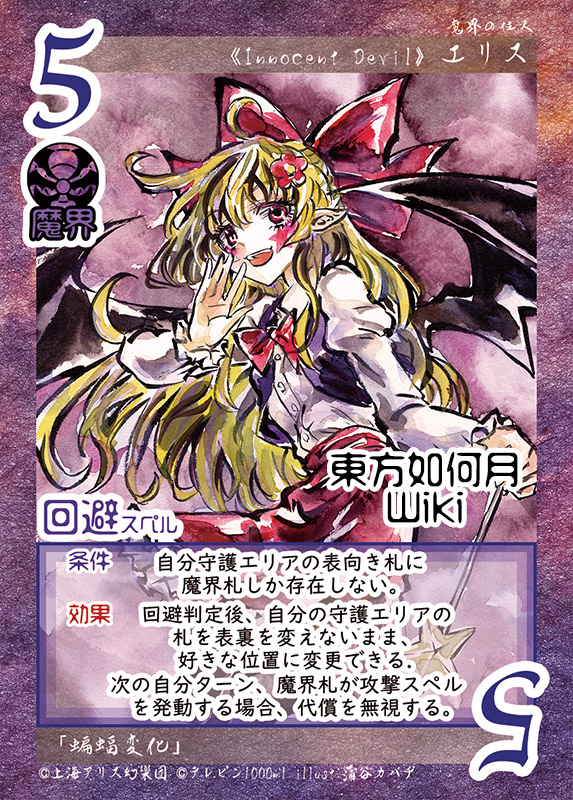 5
魔界の住人
《Innocent Devil》 エリス
魔界
東方如何月
Wiki
回避スペル
条件 自分守護エリアの表向き札に
魔界札しか存在しない。
効果 回避判定後、自分の守護エリアの
札を表裏を変えないまま、
好きな位置に変更できる.
次の自分ターン、魔界札が攻撃スペル
を発動する場合、代償を無視する。
5
「蝙蝠変化」
©上海アリス幻樂団 ©テレピン1000ml illust:蒲谷カバヂ